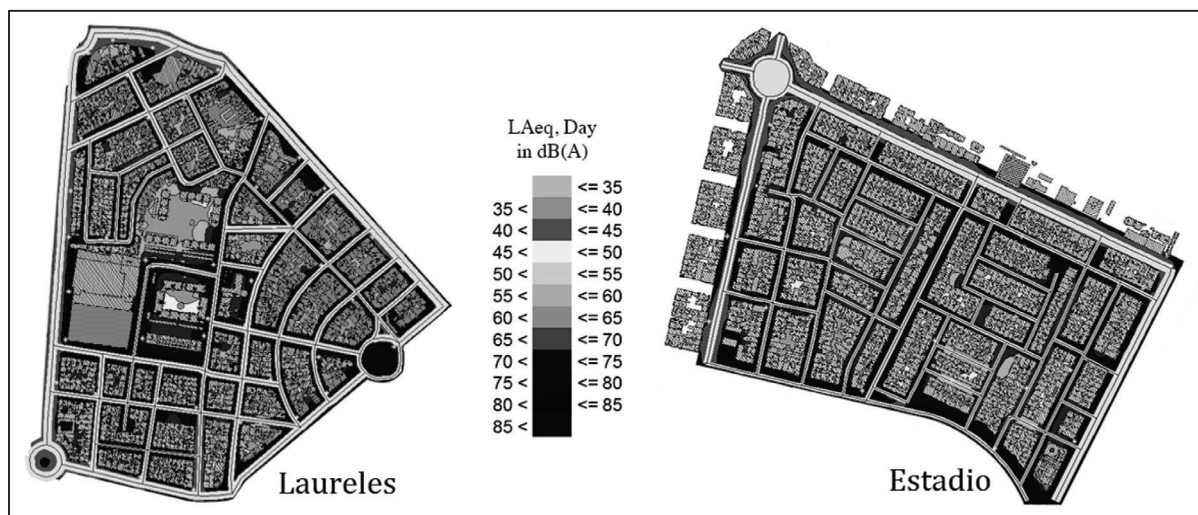 LAeq, Day
in dB(A)
<= 35
35 < <= 40
40 < <= 45
45 < <= 50
50 < <= 55
55 < <= 60
60 < <= 65
65 < <= 70
70 < <= 75
75 < <= 80
80 < <= 85
85 <
Laureles
Estadio